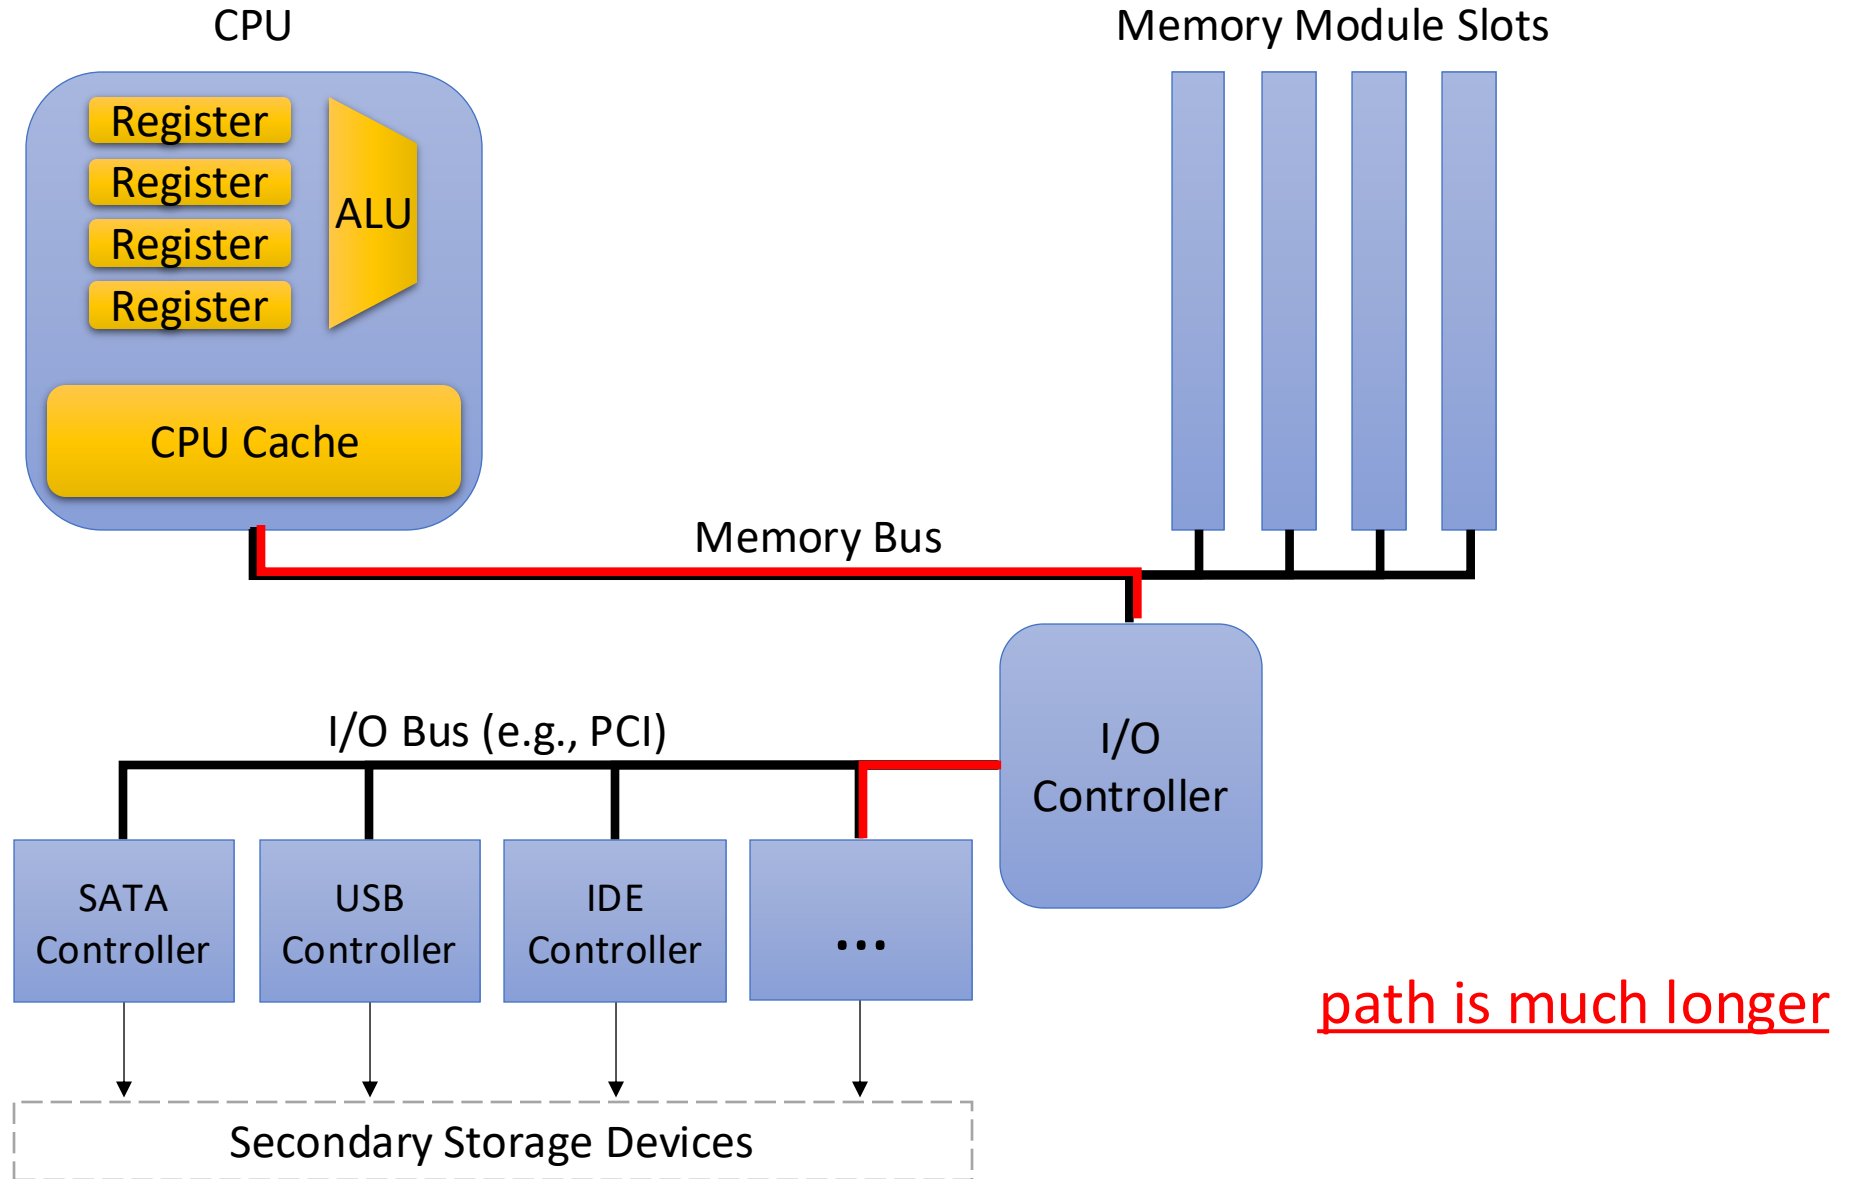 CPU
Memory Module Slots
Register
Register
Register
Register
ALU
CPU Cache
Memory Bus
I/O Bus (e.g., PCI)
I/O
Controller
SATA
Controller
USB
Controller
IDE
Controller
...
path is much longer
Secondary Storage Devices